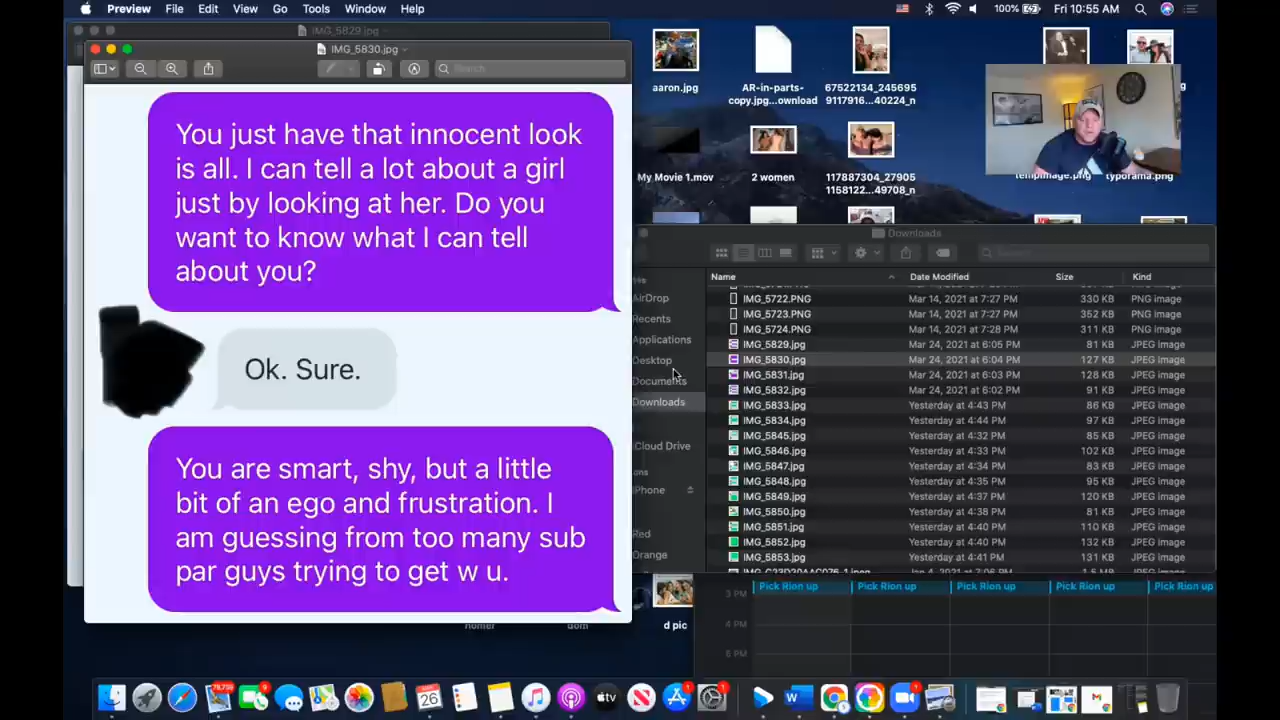 Preview File Edit View Go Tools Window Help
100% Fri 10:55 AM
IMG_5829.jpg
IMG_5830.jpg
Search
You just have that innocent look
is all. I can tell a lot about a girl
just by looking at her. Do you
want to know what I can tell
about you?
Ok. Sure.
You are smart, shy, but a little
bit of an ego and frustration. I
am guessing from too many sub
par guys trying to get w u.
aaron.jpg
AR-in-parts-
copy.jpg...ownload
67522134_245695
9117916...40224_n
My Movie 1.mov
2 women
117887304_27905
1158122...49708_n
tempimage.png
typorama.png
Downloads
Search
Name Date Modified Size Kind
AirDrop
Recents
Applications
Desktop
Documents
Downloads
iCloud Drive
iPhone
Red
Orange
IMG_5722.PNG Mar 14, 2021 at 7:27 PM 330 KB PNG image
IMG_5723.PNG Mar 14, 2021 at 7:27 PM 352 KB PNG image
IMG_5724.PNG Mar 14, 2021 at 7:28 PM 311 KB PNG image
IMG_5829.jpg Mar 24, 2021 at 6:05 PM 81 KB JPEG image
IMG_5830.jpg Mar 24, 2021 at 6:04 PM 127 KB JPEG image
IMG_5831.jpg Mar 24, 2021 at 6:03 PM 128 KB JPEG image
IMG_5832.jpg Mar 24, 2021 at 6:02 PM 91 KB JPEG image
IMG_5833.jpg Yesterday at 4:43 PM 86 KB JPEG image
IMG_5834.jpg Yesterday at 4:44 PM 97 KB JPEG image
IMG_5845.jpg Yesterday at 4:32 PM 85 KB JPEG image
IMG_5846.jpg Yesterday at 4:33 PM 102 KB JPEG image
IMG_5847.jpg Yesterday at 4:34 PM 83 KB JPEG image
IMG_5848.jpg Yesterday at 4:35 PM 95 KB JPEG image
IMG_5849.jpg Yesterday at 4:37 PM 120 KB JPEG image
IMG_5850.jpg Yesterday at 4:38 PM 81 KB JPEG image
IMG_5851.jpg Yesterday at 4:40 PM 110 KB JPEG image
IMG_5852.jpg Yesterday at 4:40 PM 132 KB JPEG image
IMG_5853.jpg Yesterday at 4:41 PM 131 KB JPEG image
Pick Rion up Pick Rion up Pick Rion up Pick Rion up
3 PM
4 PM
5 PM
d pic
tv
26